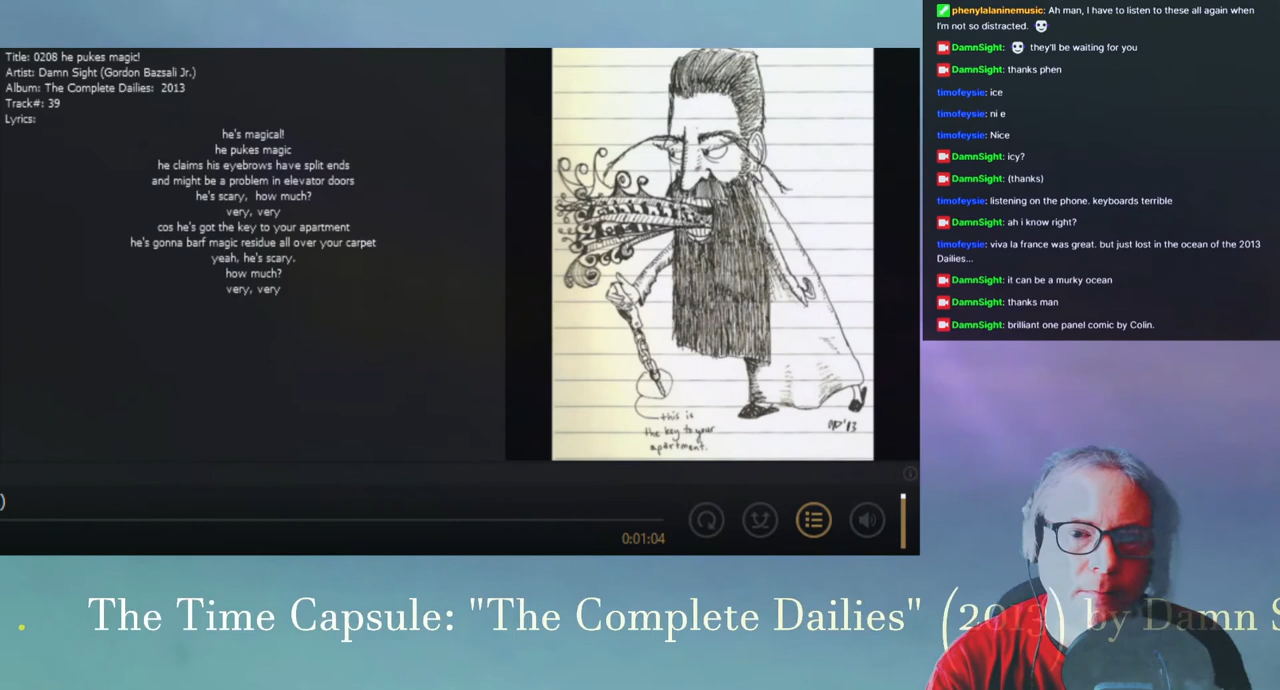 Title: 0208 he pukes magic!
Artist: Damn Sight (Gordon Bazsali Jr.)
Album: The Complete Dailies:  2013
Track#: 39
Lyrics:
he's magical!
he pukes magic
he claims his eyebrows have split ends
and might be a problem in elevator doors
he's scary,  how much?
very, very
cos he's got the key to your apartment
he's gonna barf magic residue all over your carpet
yeah, he's scary.
how much?
very, very
this is
the key to your
apartment.
'13
)
0:01:04
phenylalaninemusic: Ah man, I have to listen to these all again when
I'm not so distracted.
DamnSight: they'll be waiting for you
DamnSight: thanks phen
timofeysie: ice
timofeysie: ni e
timofeysie: Nice
DamnSight: icy?
DamnSight: (thanks)
timofeysie: listening on the phone. keyboards terrible
DamnSight: ah i know right?
timofeysie: viva la france was great. but just lost in the ocean of the 2013
Dailies...
DamnSight: it can be a murky ocean
DamnSight: thanks man
DamnSight: brilliant one panel comic by Colin.
. The Time Capsule: "The Complete Dailies" (2013) by Damn S